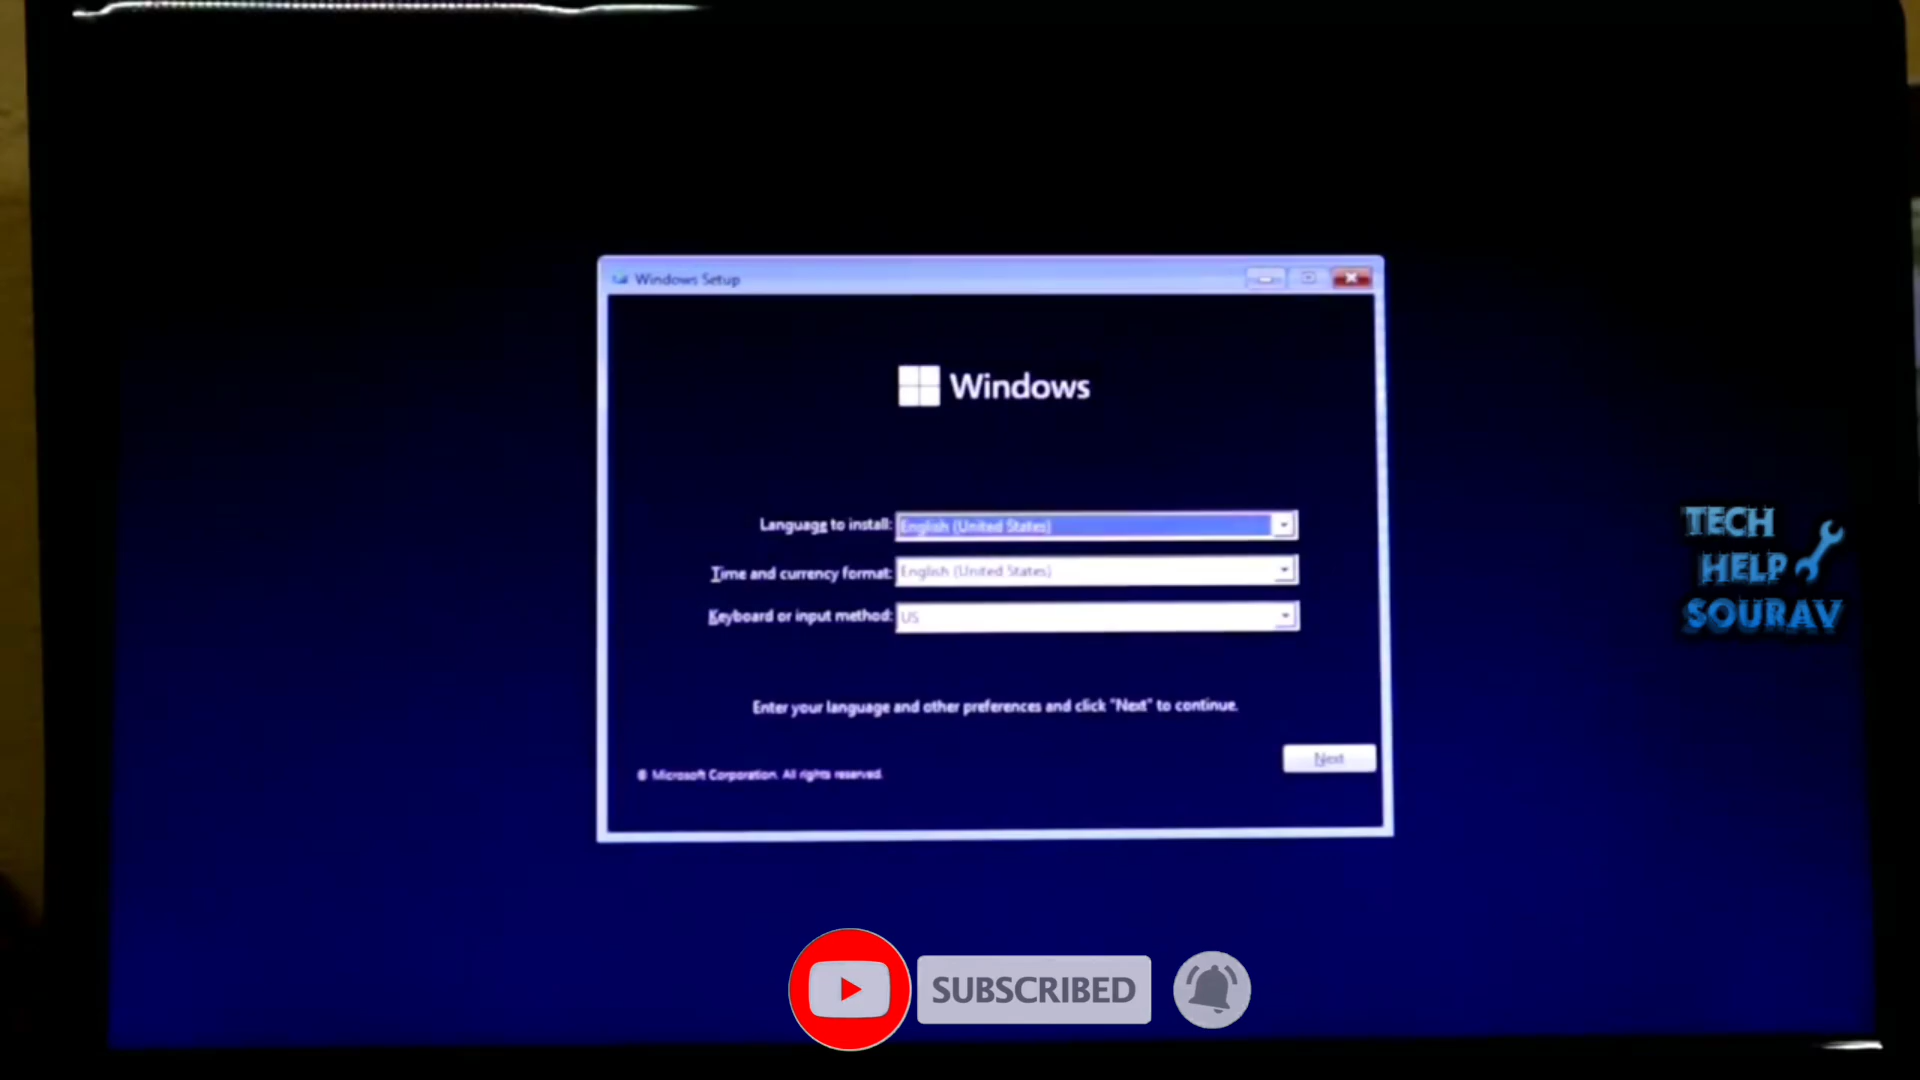 Windows Setup
Windows
Language to install: English (United States)
Time and currency format: English (United States)
Keyboard or input method: US
Enter your language and other preferences and click "Next" to continue.
Next
© Microsoft Corporation. All rights reserved.
TECH
HELP
SOURAV
SUBSCRIBED